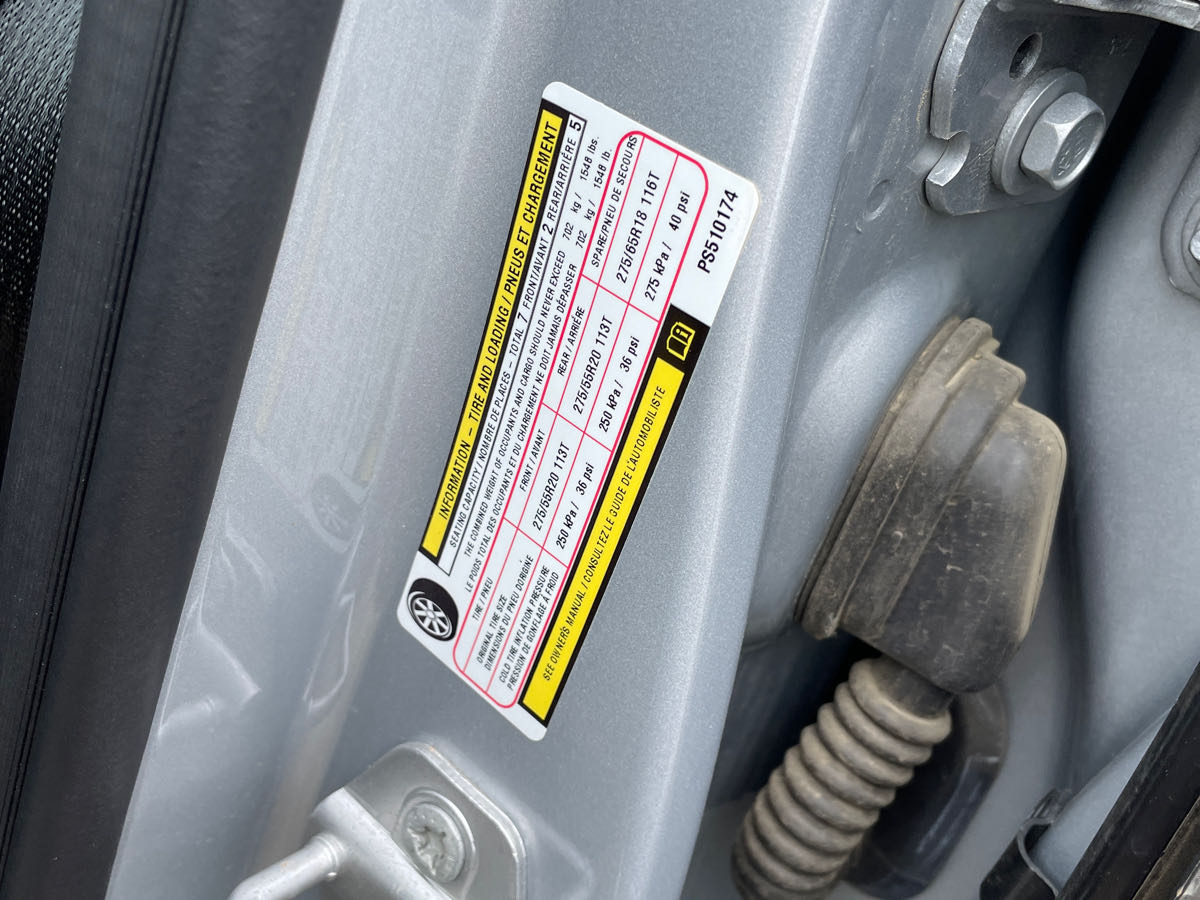 INFORMATION – TIRE AND LOADING / PNEUS ET CHARGEMENT
SEATING CAPACITY / NOMBRE DE PLACES – TOTAL 7 FRONT/AVANT 2 REAR/ARRIÈRE 5
THE COMBINED WEIGHT OF OCCUPANTS AND CARGO SHOULD NEVER EXCEED 702 kg / 1548 lbs.
LE POIDS TOTAL DES OCCUPANTS ET DU CHARGEMENT NE DOIT JAMAIS DÉPASSER 702 kg / 1548 lb.
TIRE / PNEU FRONT / AVANT REAR / ARRIÈRE SPARE/PNEU DE SECOURS
ORIGINAL TIRE SIZE
DIMENSIONS DU PNEU D'ORIGINE
275/55R20 113T 275/55R20 113T 275/65R18 116T
COLD TIRE INFLATION PRESSURE
PRESSION DE GONFLAGE À FROID
250 kPa / 36 psi 250 kPa / 36 psi 275 kPa / 40 psi
SEE OWNER'S MANUAL / CONSULTEZ LE GUIDE DE L'AUTOMOBILISTE
PS510174